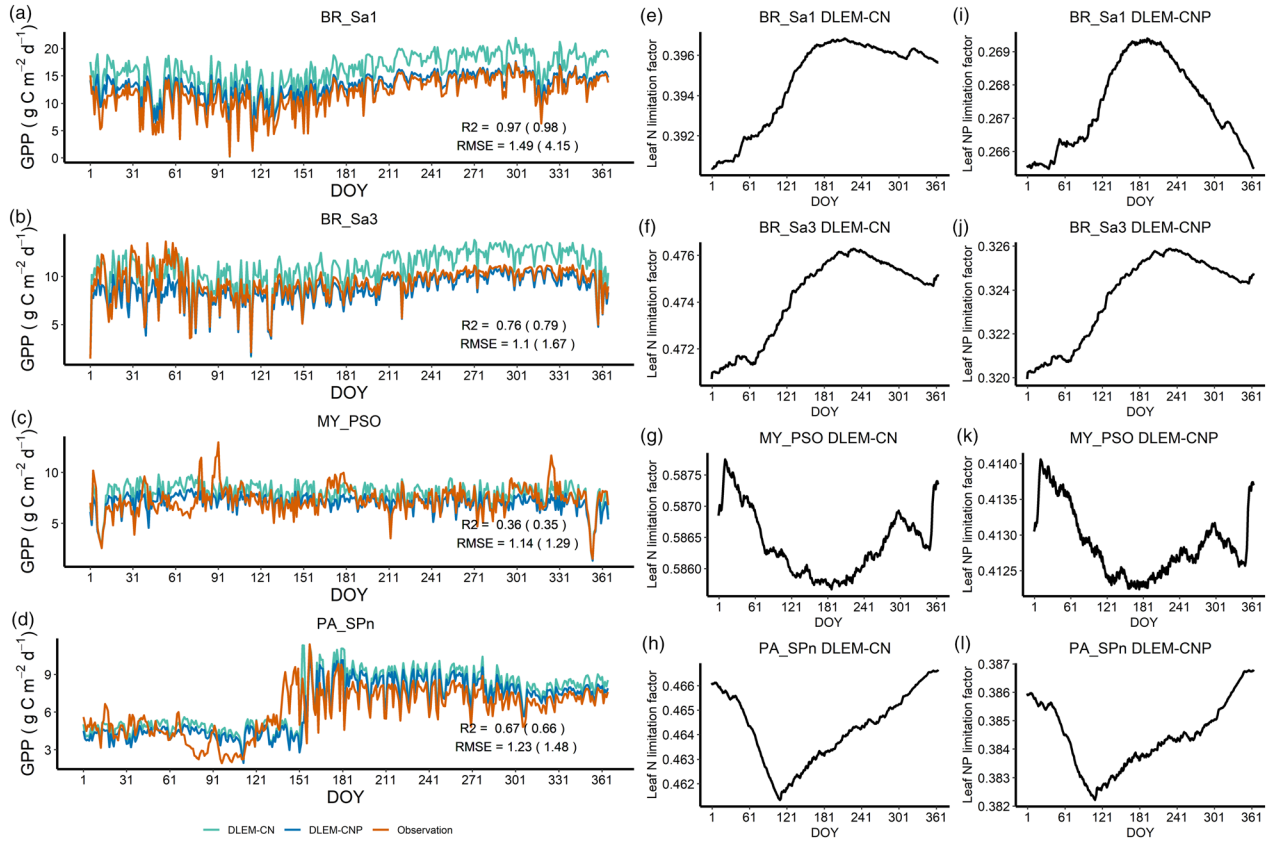 (a)
BR_Sa1
GPP ( g C m⁻² d⁻¹)
20
15
10
5
0
R2 = 0.97 ( 0.98 )
RMSE = 1.49 ( 4.15 )
1 31 61 91 121 151 181 211 241 271 301 331 361
DOY
(b)
BR_Sa3
GPP ( g C m⁻² d⁻¹)
10
5
R2 = 0.76 ( 0.79 )
RMSE = 1.1 ( 1.67 )
1 31 61 91 121 151 181 211 241 271 301 331 361
DOY
(c)
MY_PSO
GPP ( g C m⁻² d⁻¹)
10
5
R2 = 0.36 ( 0.35 )
RMSE = 1.14 ( 1.29 )
1 31 61 91 121 151 181 211 241 271 301 331 361
DOY
(d)
PA_SPn
GPP ( g C m⁻² d⁻¹)
9
6
3
R2 = 0.67 ( 0.66 )
RMSE = 1.23 ( 1.48 )
1 31 61 91 121 151 181 211 241 271 301 331 361
DOY
DLEM-CN DLEM-CNP Observation
(e)
BR_Sa1 DLEM-CN
Leaf N limitation factor
0.396
0.394
0.392
1 61 121 181 241 301 361
DOY
(f)
BR_Sa3 DLEM-CN
Leaf N limitation factor
0.476
0.474
0.472
1 61 121 181 241 301 361
DOY
(g)
MY_PSO DLEM-CN
Leaf N limitation factor
0.5875
0.5870
0.5865
0.5860
1 61 121 181 241 301 361
DOY
(h)
PA_SPn DLEM-CN
Leaf N limitation factor
0.466
0.465
0.464
0.463
0.462
1 61 121 181 241 301 361
DOY
(i)
BR_Sa1 DLEM-CNP
Leaf NP limitation factor
0.269
0.268
0.267
0.266
1 61 121 181 241 301 361
DOY
(j)
BR_Sa3 DLEM-CNP
Leaf NP limitation factor
0.326
0.324
0.322
0.320
1 61 121 181 241 301 361
DOY
(k)
MY_PSO DLEM-CNP
Leaf NP limitation factor
0.4140
0.4135
0.4130
0.4125
1 61 121 181 241 301 361
DOY
(l)
PA_SPn DLEM-CNP
Leaf NP limitation factor
0.387
0.386
0.385
0.384
0.383
0.382
1 61 121 181 241 301 361
DOY